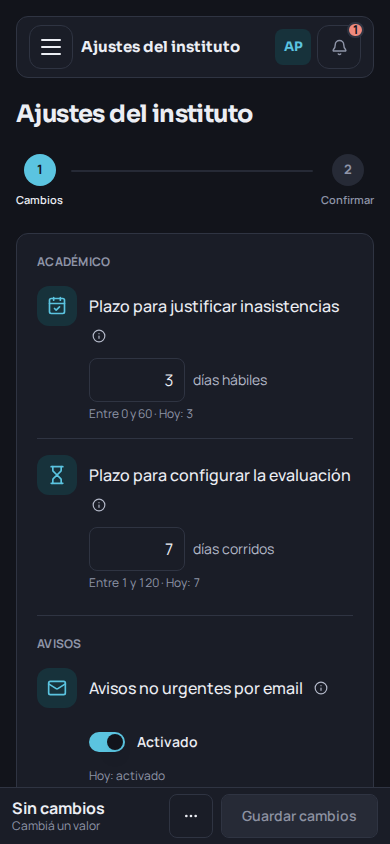 Ajustes del instituto
AP
1
Ajustes del instituto
1
2
Cambios
Confirmar
ACADÉMICO
Plazo para justificar inasistencias
3
días hábiles
Entre 0 y 60 · Hoy: 3
Plazo para configurar la evaluación
7
días corridos
Entre 1 y 120 · Hoy: 7
AVISOS
Avisos no urgentes por email
Activado
Hoy: activado
Sin cambios
Cambiá un valor
Guardar cambios